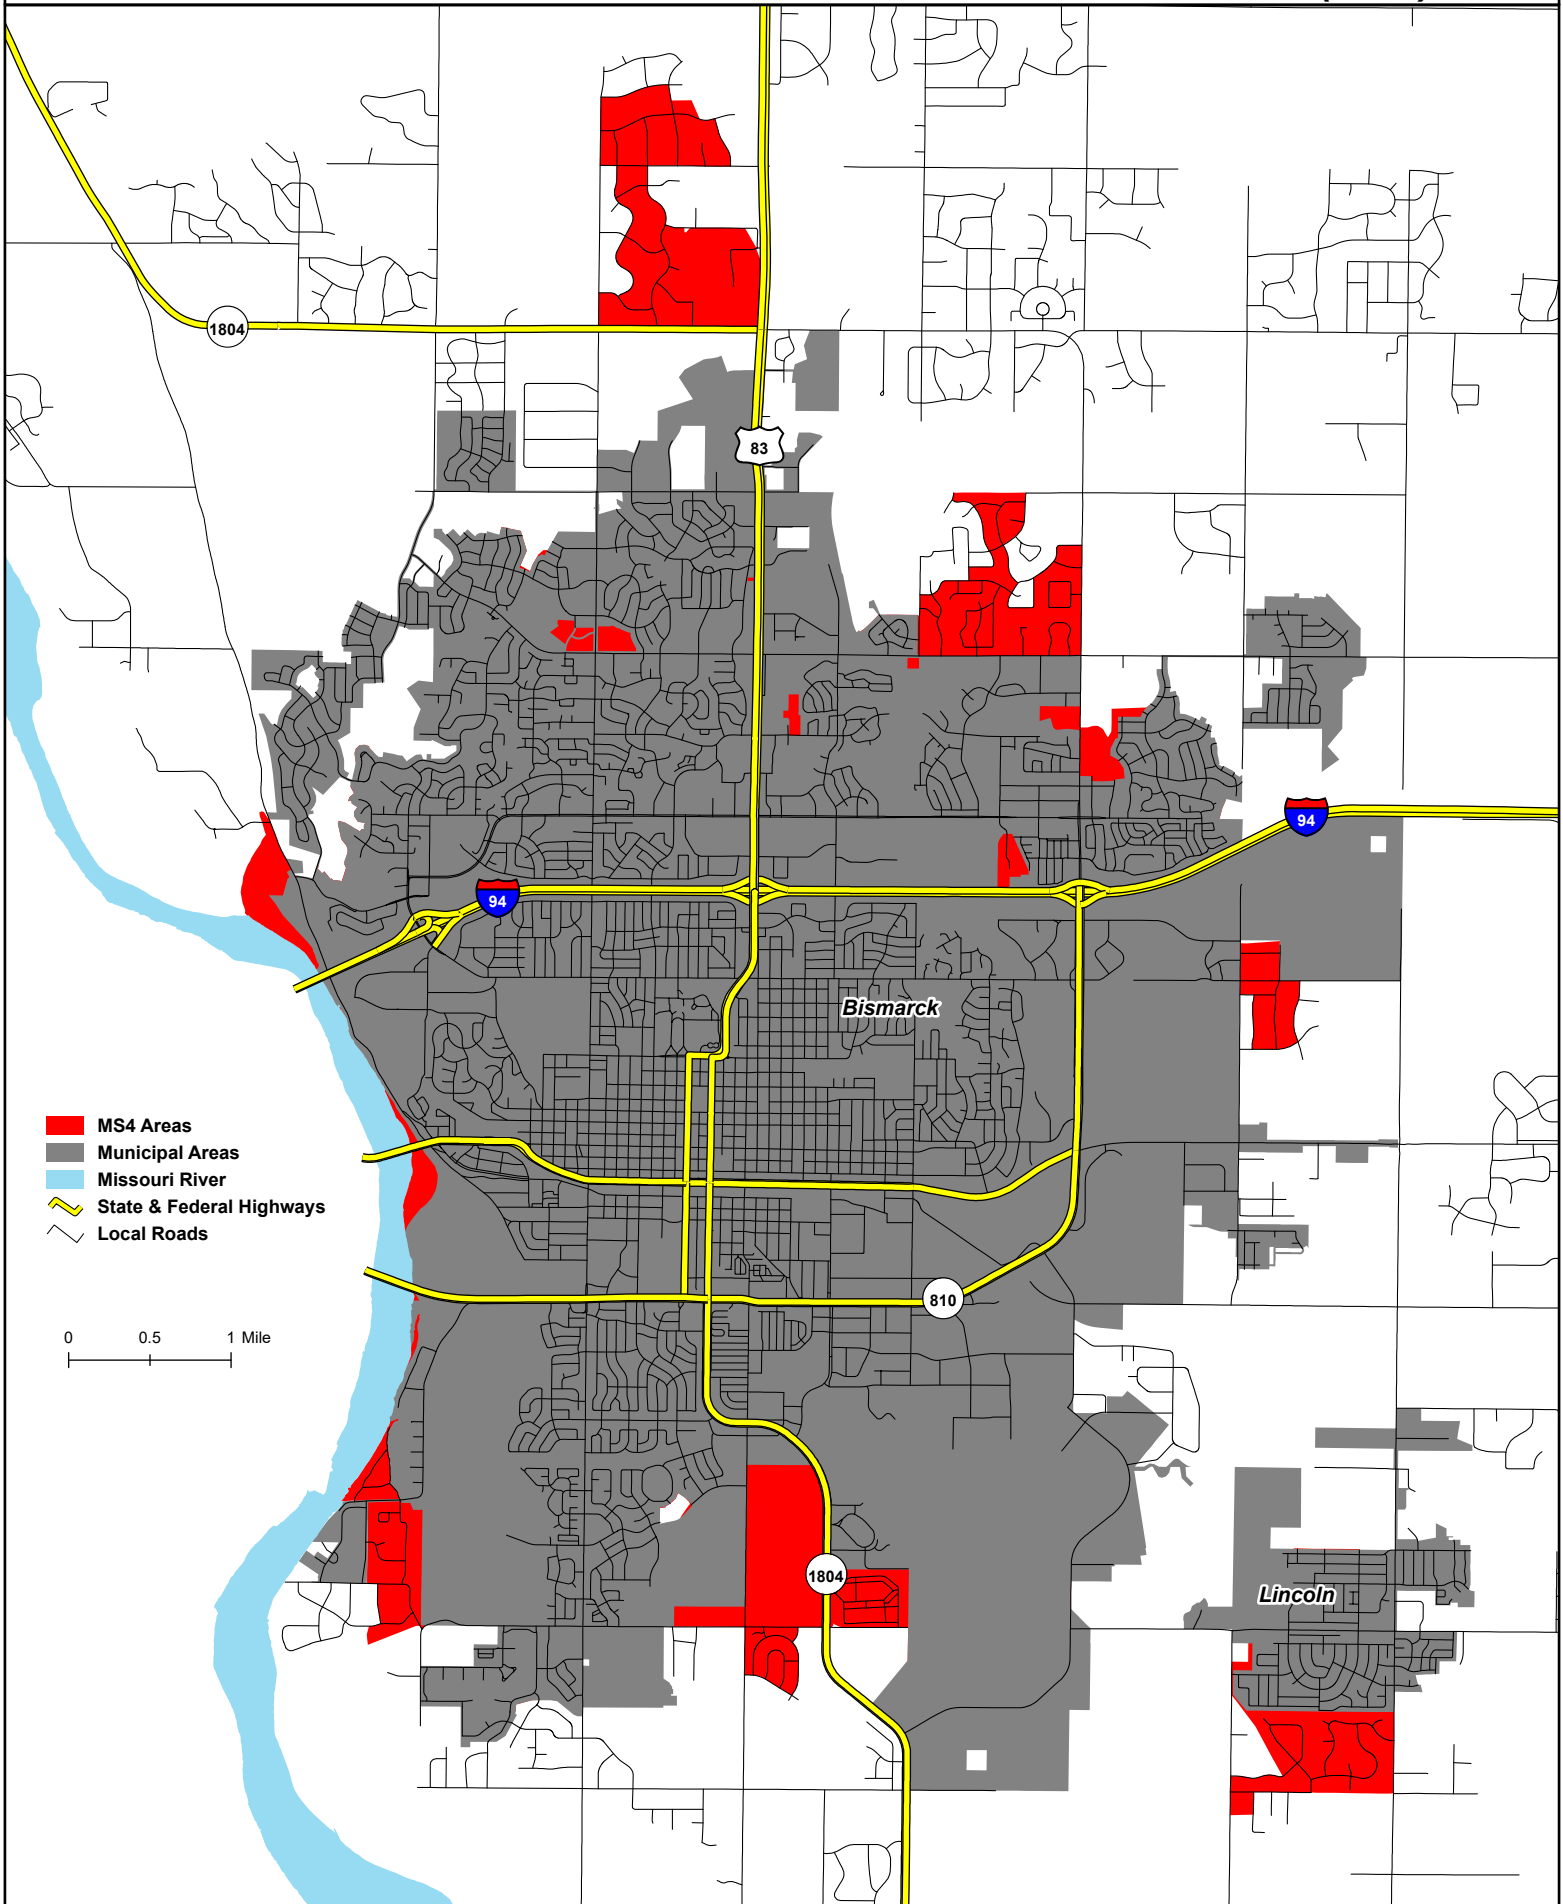 1804
83
94
94
Bismarck
MS4 Areas
Municipal Areas
Missouri River
State & Federal Highways
Local Roads
810
0 0.5 1 Mile
1804
Lincoln